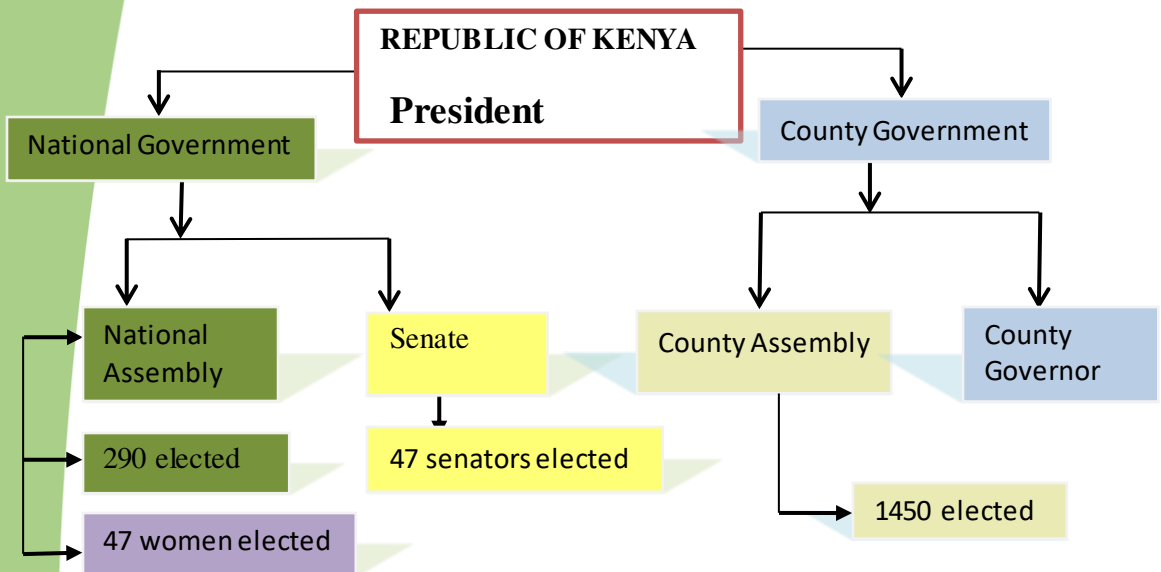 REPUBLIC OF KENYA
President
National Government
County Government
National
Assembly
Senate
County Assembly
County
Governor
290 elected
47 senators elected
1450 elected
47 women elected